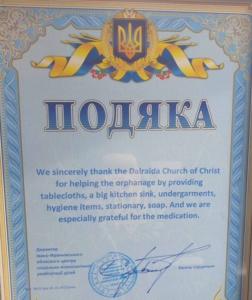 ПОДЯКА
We sincerely thank the Dalraida Church of Christ
for helping the orphanage by providing
tablecloths, a big kitchen sink, undergarments,
hygiene items, stationary, soap. And we are
especially grateful for the medication.
Директор